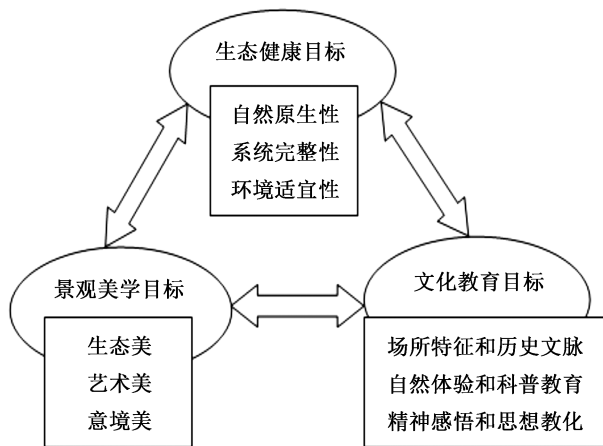 生态健康目标
自然原生性
系统完整性
环境适宜性
景观美学目标
生态美
艺术美
意境美
文化教育目标
场所特征和历史文脉
自然体验和科普教育
精神感悟和思想教化